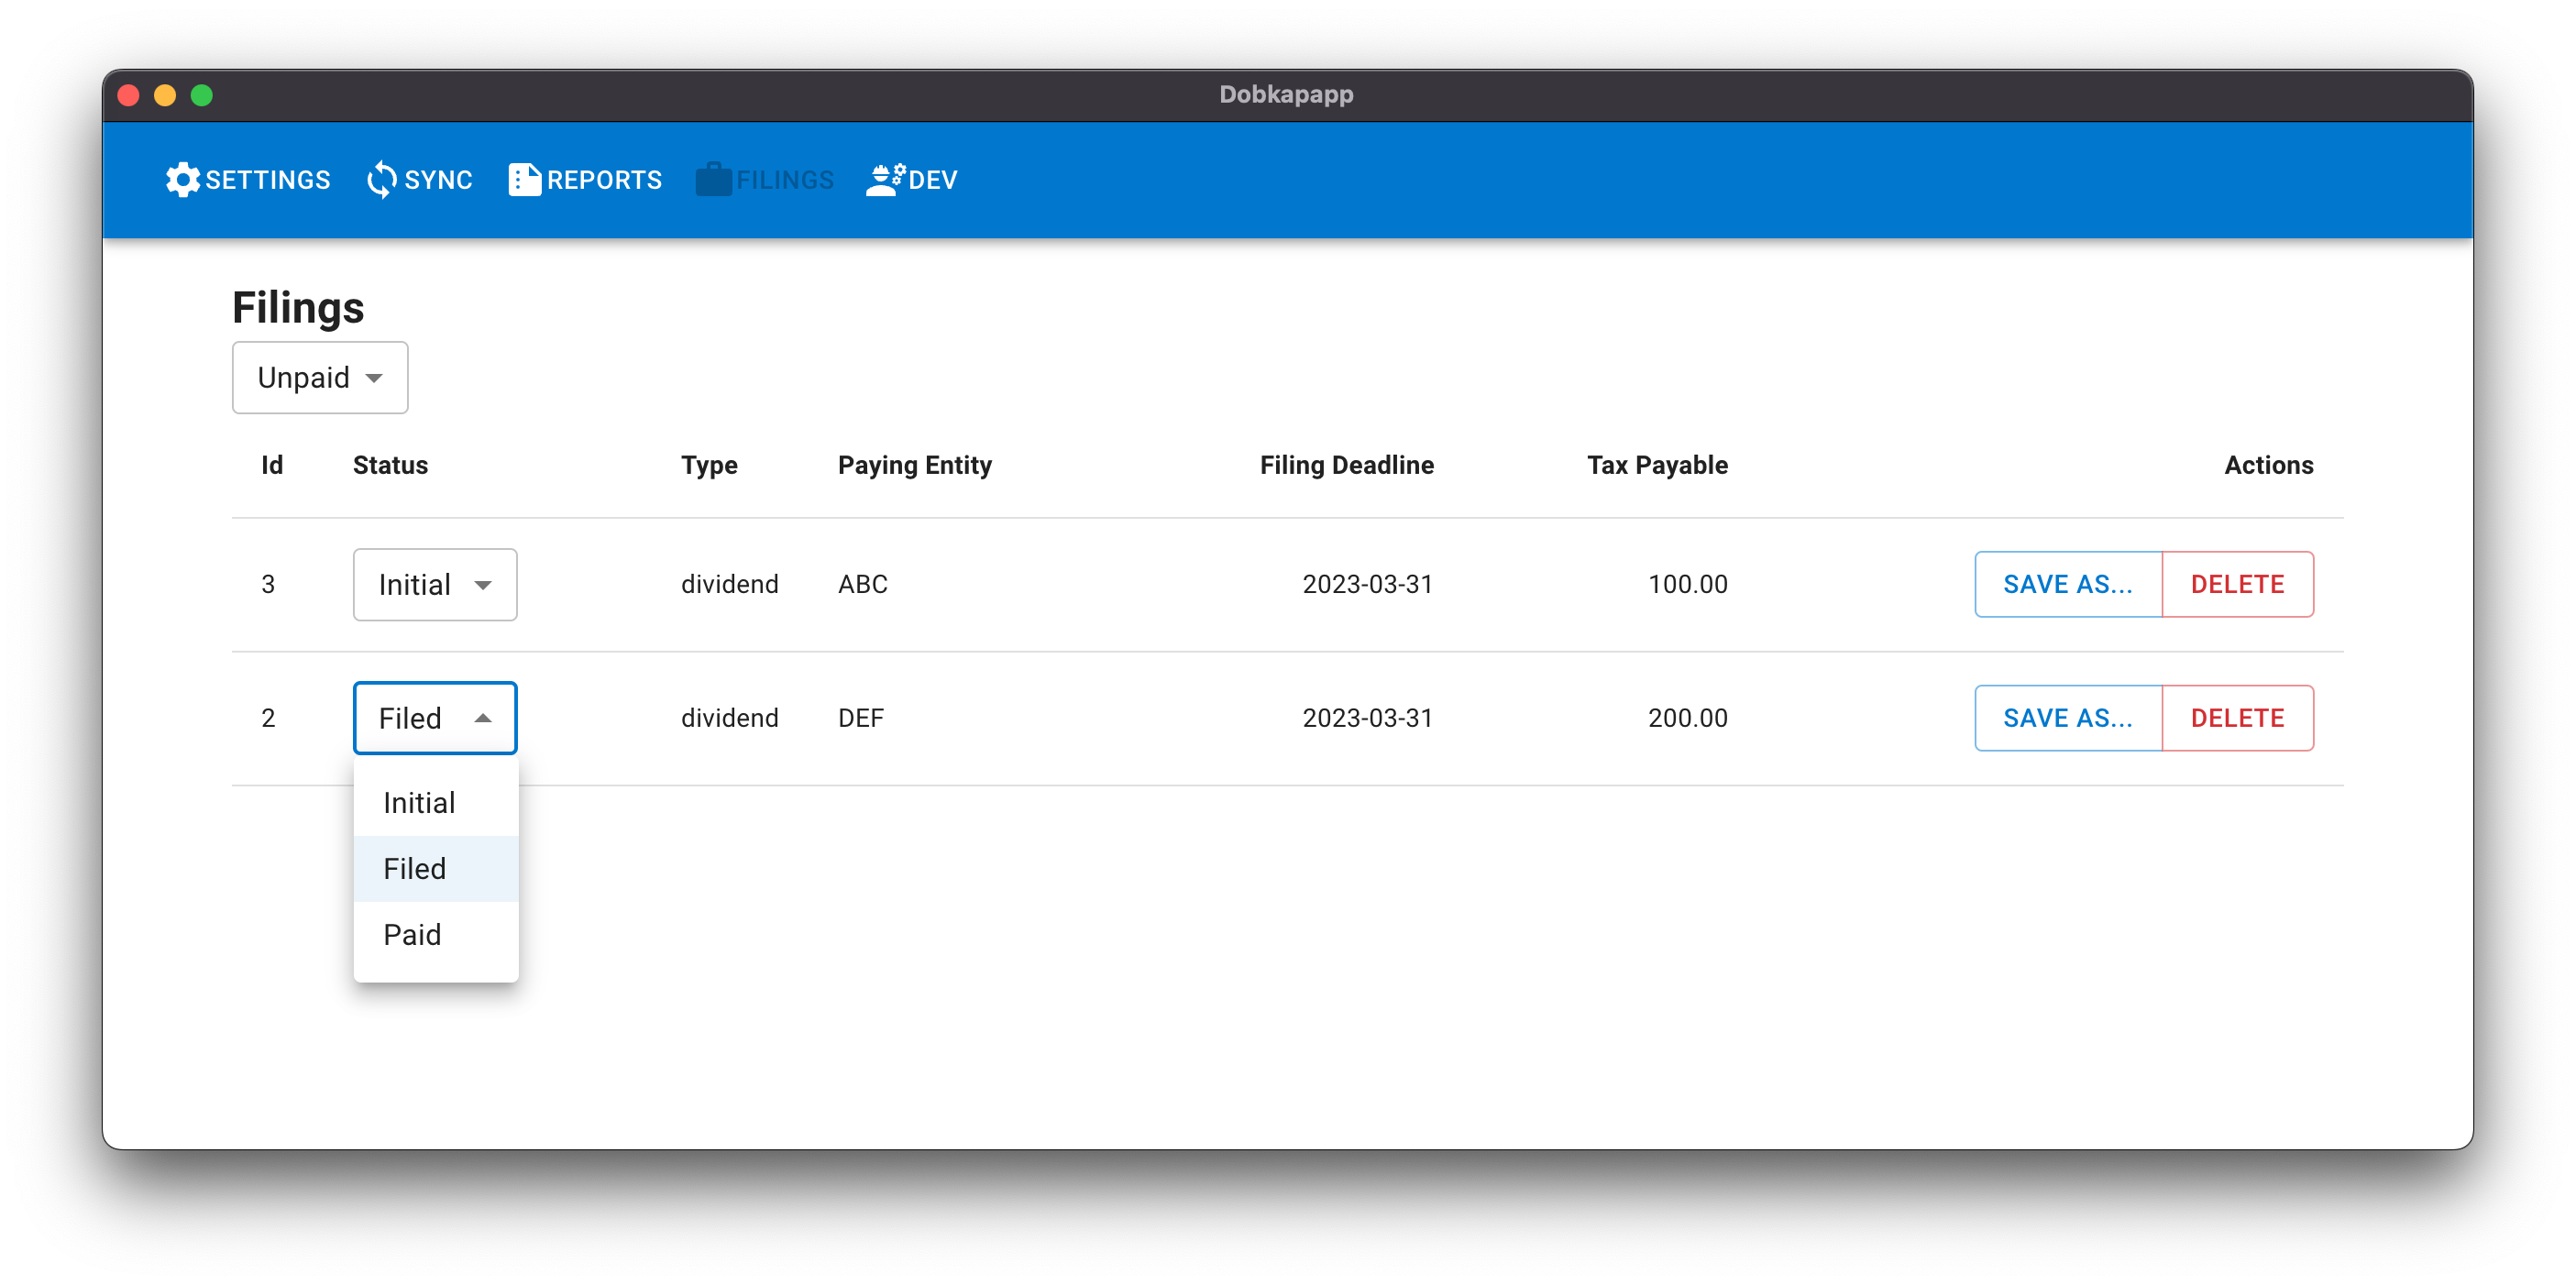 Dobkapapp
SETTINGS SYNC REPORTS FILINGS DEV
Filings
Unpaid
Id Status Type Paying Entity Filing Deadline Tax Payable Actions
3 Initial dividend ABC 2023-03-31 100.00 SAVE AS... DELETE
2 Filed dividend DEF 2023-03-31 200.00 SAVE AS... DELETE
Initial
Filed
Paid